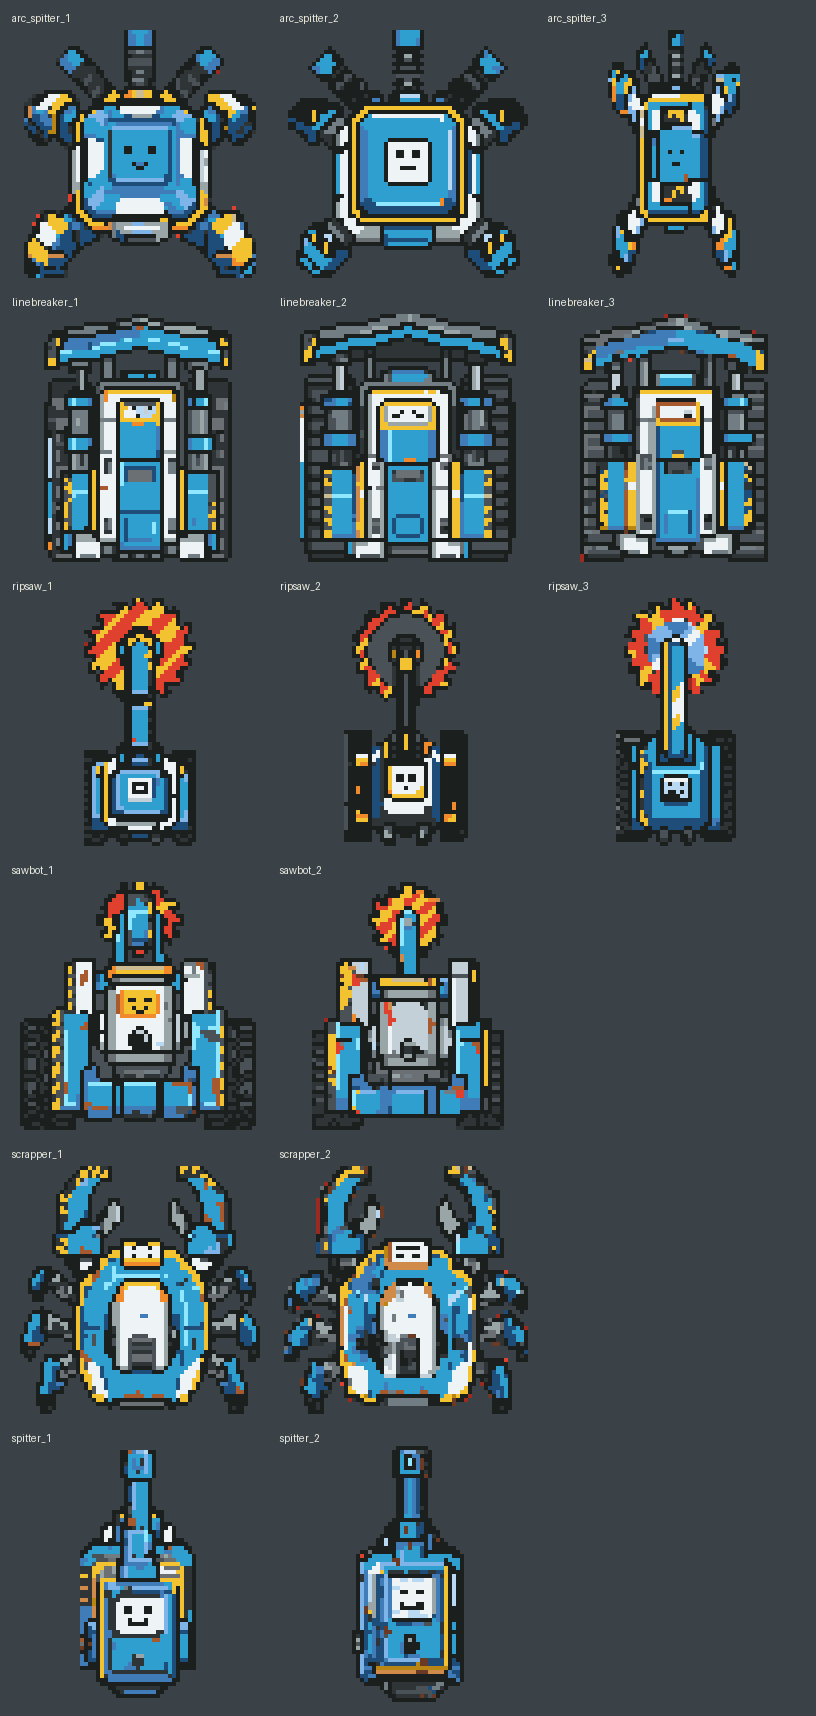 arc_spitter_1
arc_spitter_2
arc_spitter_3
linebreaker_1
linebreaker_2
linebreaker_3
ripsaw_1
ripsaw_2
ripsaw_3
sawbot_1
sawbot_2
scrapper_1
scrapper_2
spitter_1
spitter_2